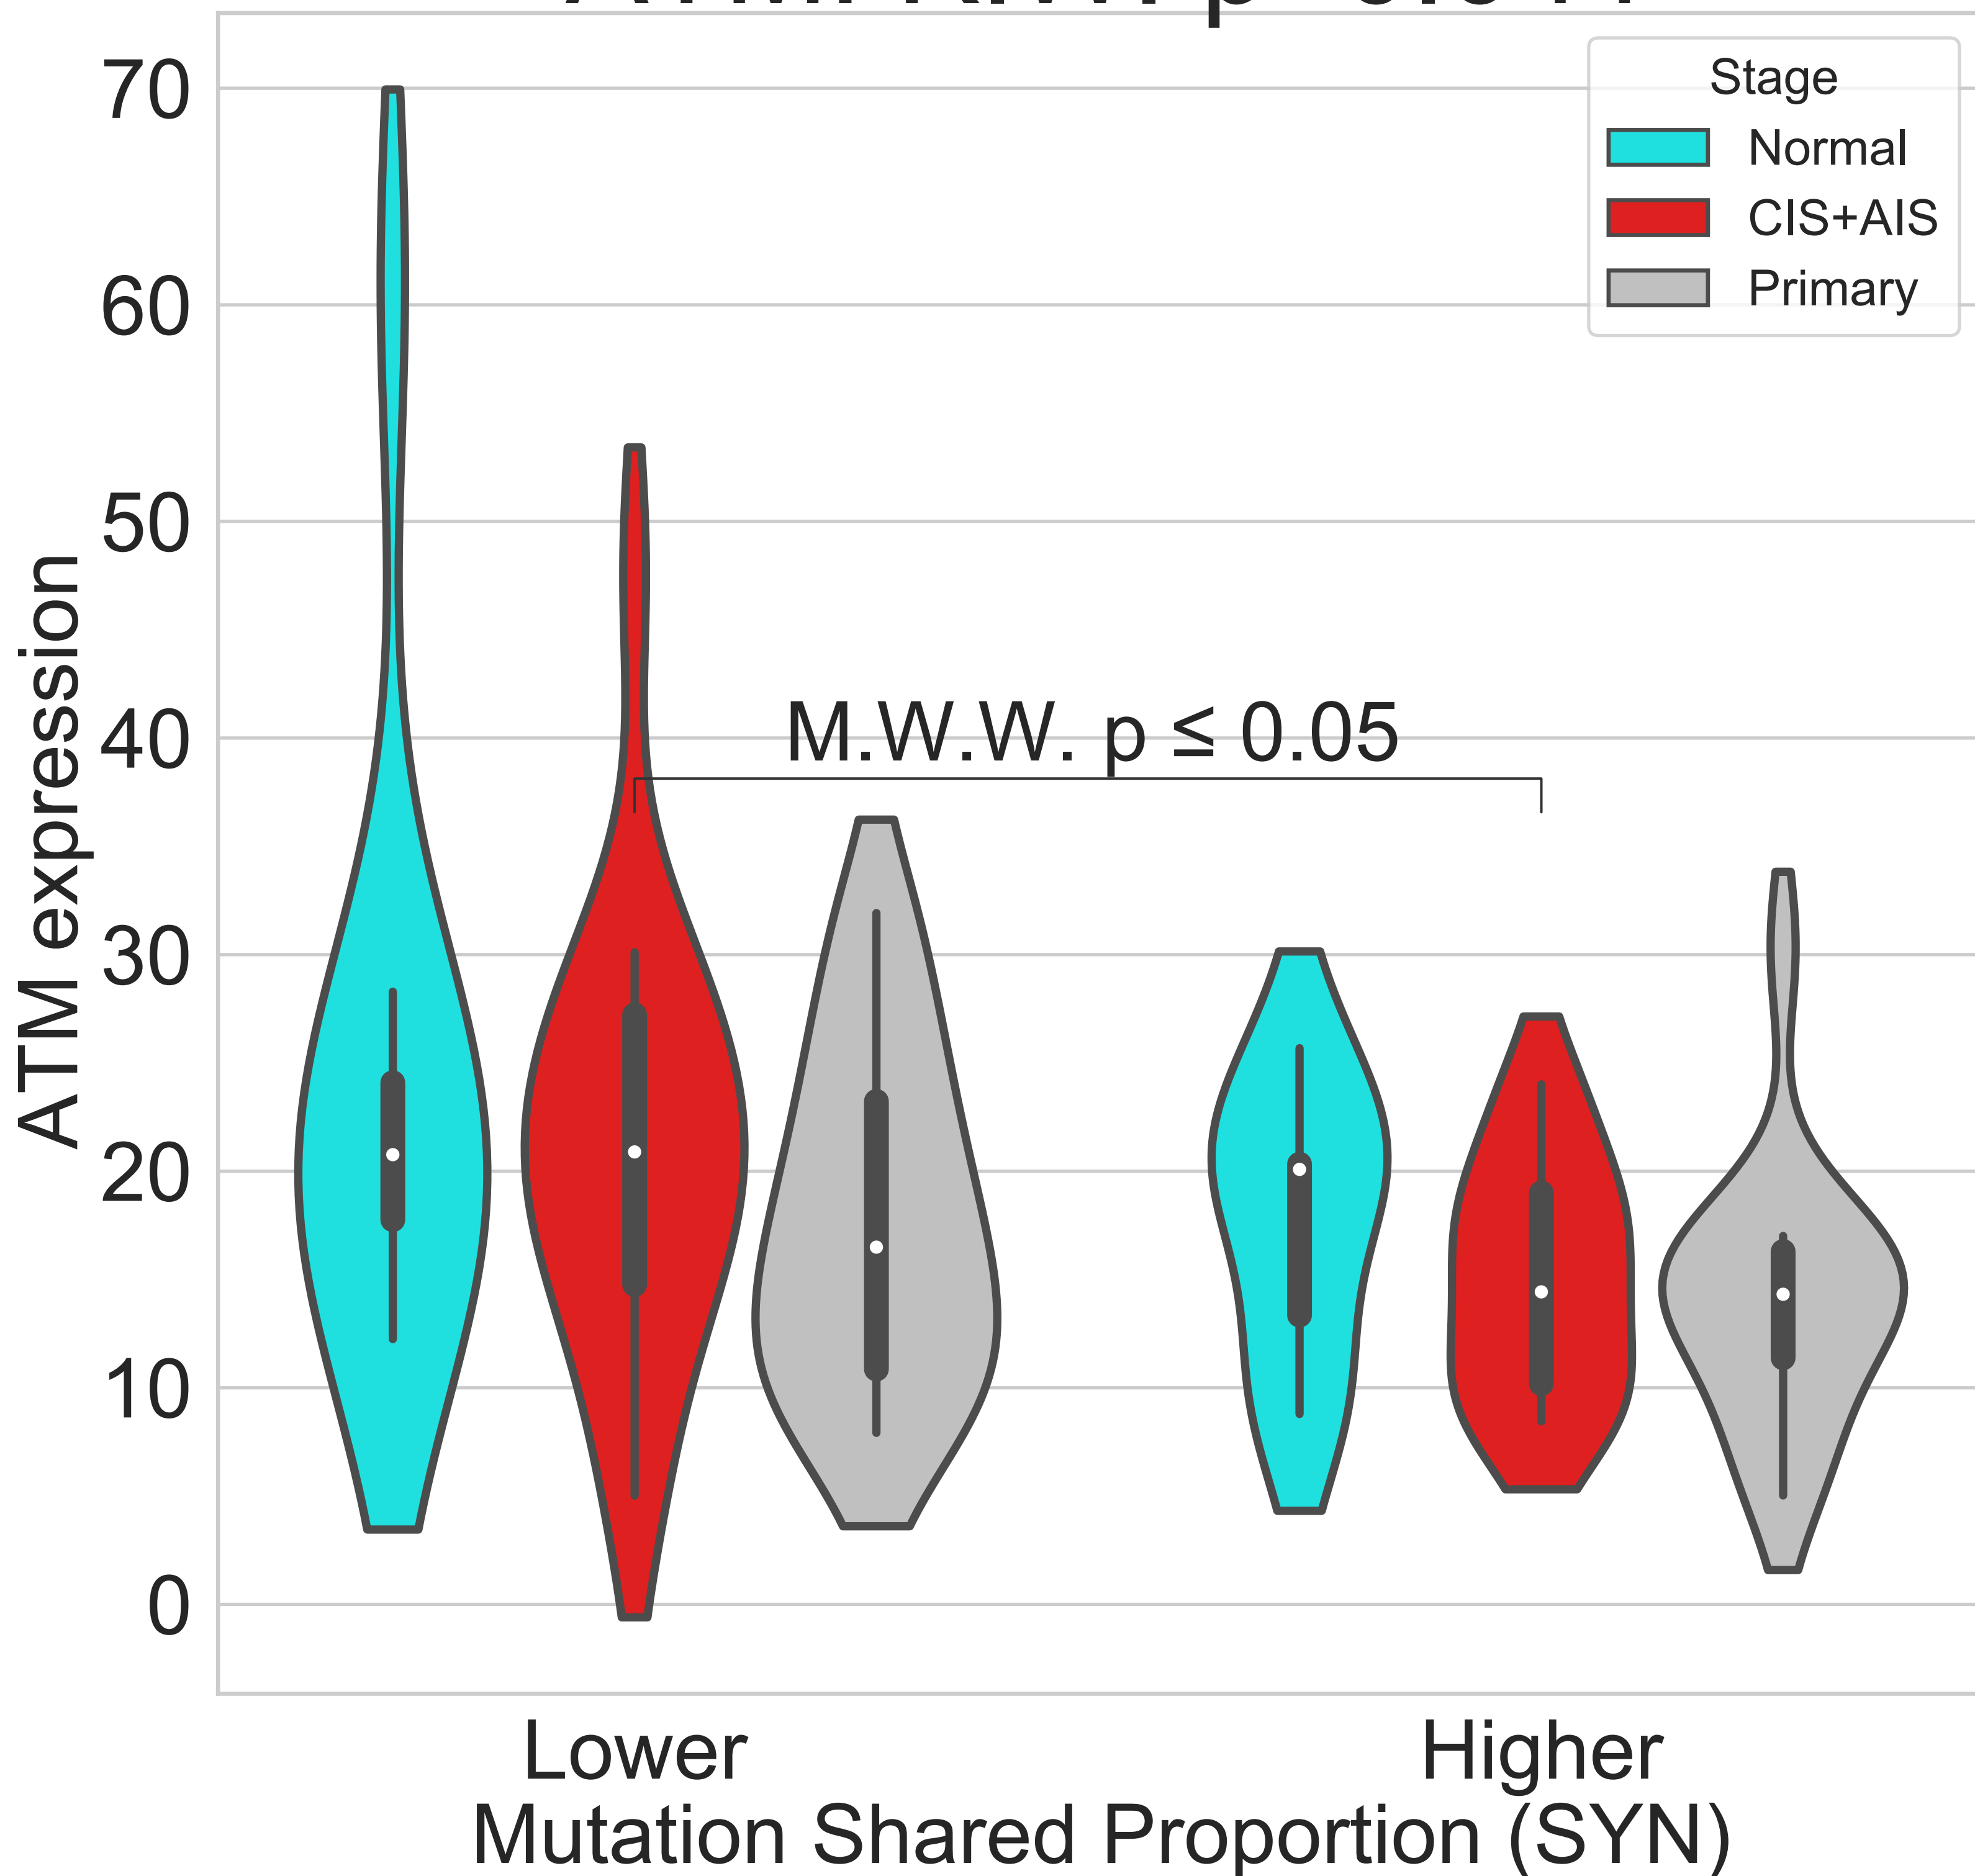 70
60
50
40
30
20
10
0
ATM expression
Stage
Normal
CIS+AIS
Primary
M.W.W. p ≤ 0.05
Lower
Higher
Mutation Shared Proportion (SYN)